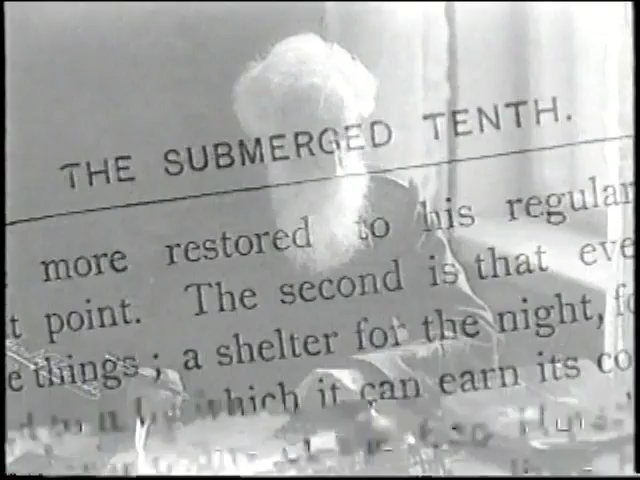 THE SUBMERGED TENTH.
more restored to his regular
t point. The second is that eve
e things; a shelter for the night, fo
which it can earn its co